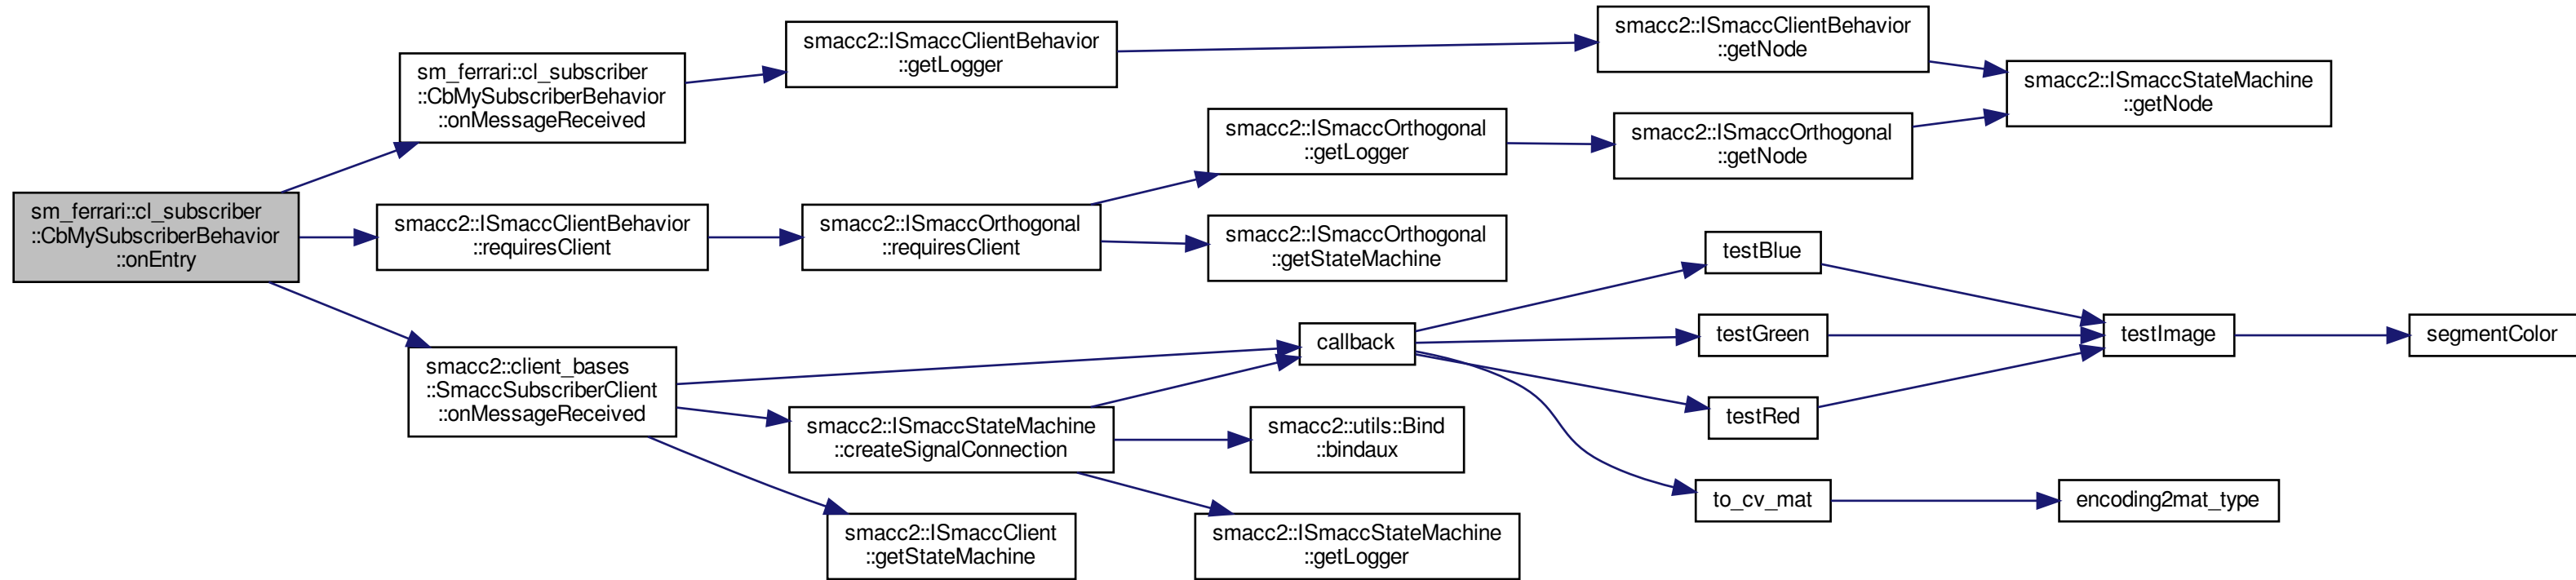 sm_ferrari::cl_subscriber
::CbMySubscriberBehavior
::onEntry
sm_ferrari::cl_subscriber
::CbMySubscriberBehavior
::onMessageReceived
smacc2::ISmaccClientBehavior
::getLogger
smacc2::ISmaccClientBehavior
::getNode
smacc2::ISmaccStateMachine
::getNode
smacc2::ISmaccClientBehavior
::requiresClient
smacc2::ISmaccOrthogonal
::requiresClient
smacc2::ISmaccOrthogonal
::getLogger
smacc2::ISmaccOrthogonal
::getNode
smacc2::ISmaccOrthogonal
::getStateMachine
smacc2::client_bases
::SmaccSubscriberClient
::onMessageReceived
callback
testBlue
testGreen
testRed
testImage
segmentColor
to_cv_mat
encoding2mat_type
smacc2::ISmaccStateMachine
::createSignalConnection
smacc2::utils::Bind
::bindaux
smacc2::ISmaccStateMachine
::getLogger
smacc2::ISmaccClient
::getStateMachine